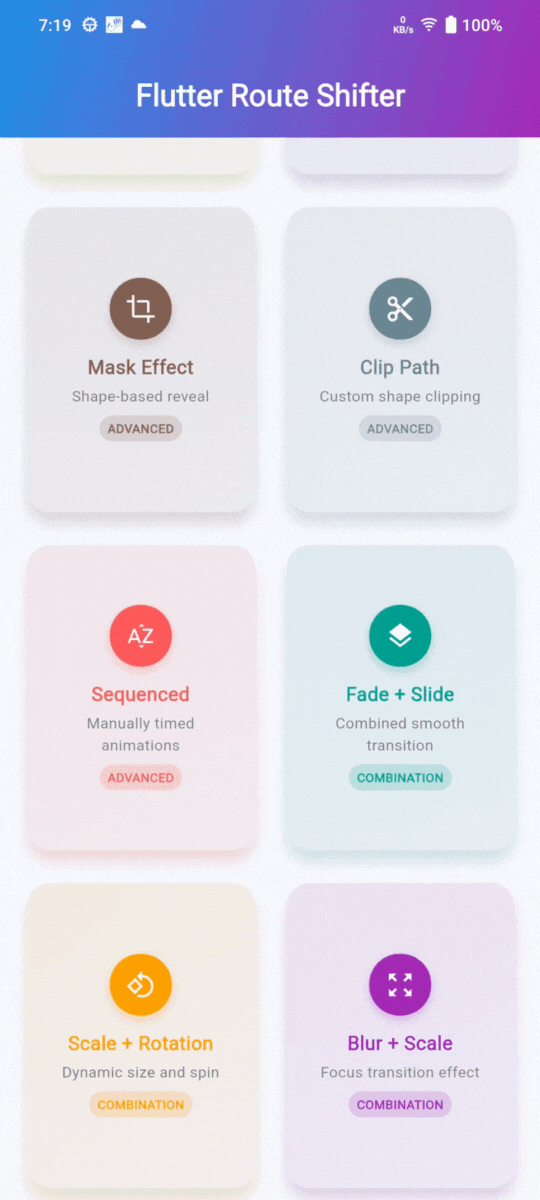 7:19
0
KB/s
100%
Flutter Route Shifter
Mask Effect
Shape-based reveal
ADVANCED
Clip Path
Custom shape clipping
ADVANCED
AZ
Sequenced
Manually timed
animations
ADVANCED
Fade + Slide
Combined smooth
transition
COMBINATION
Scale + Rotation
Dynamic size and spin
COMBINATION
Blur + Scale
Focus transition effect
COMBINATION